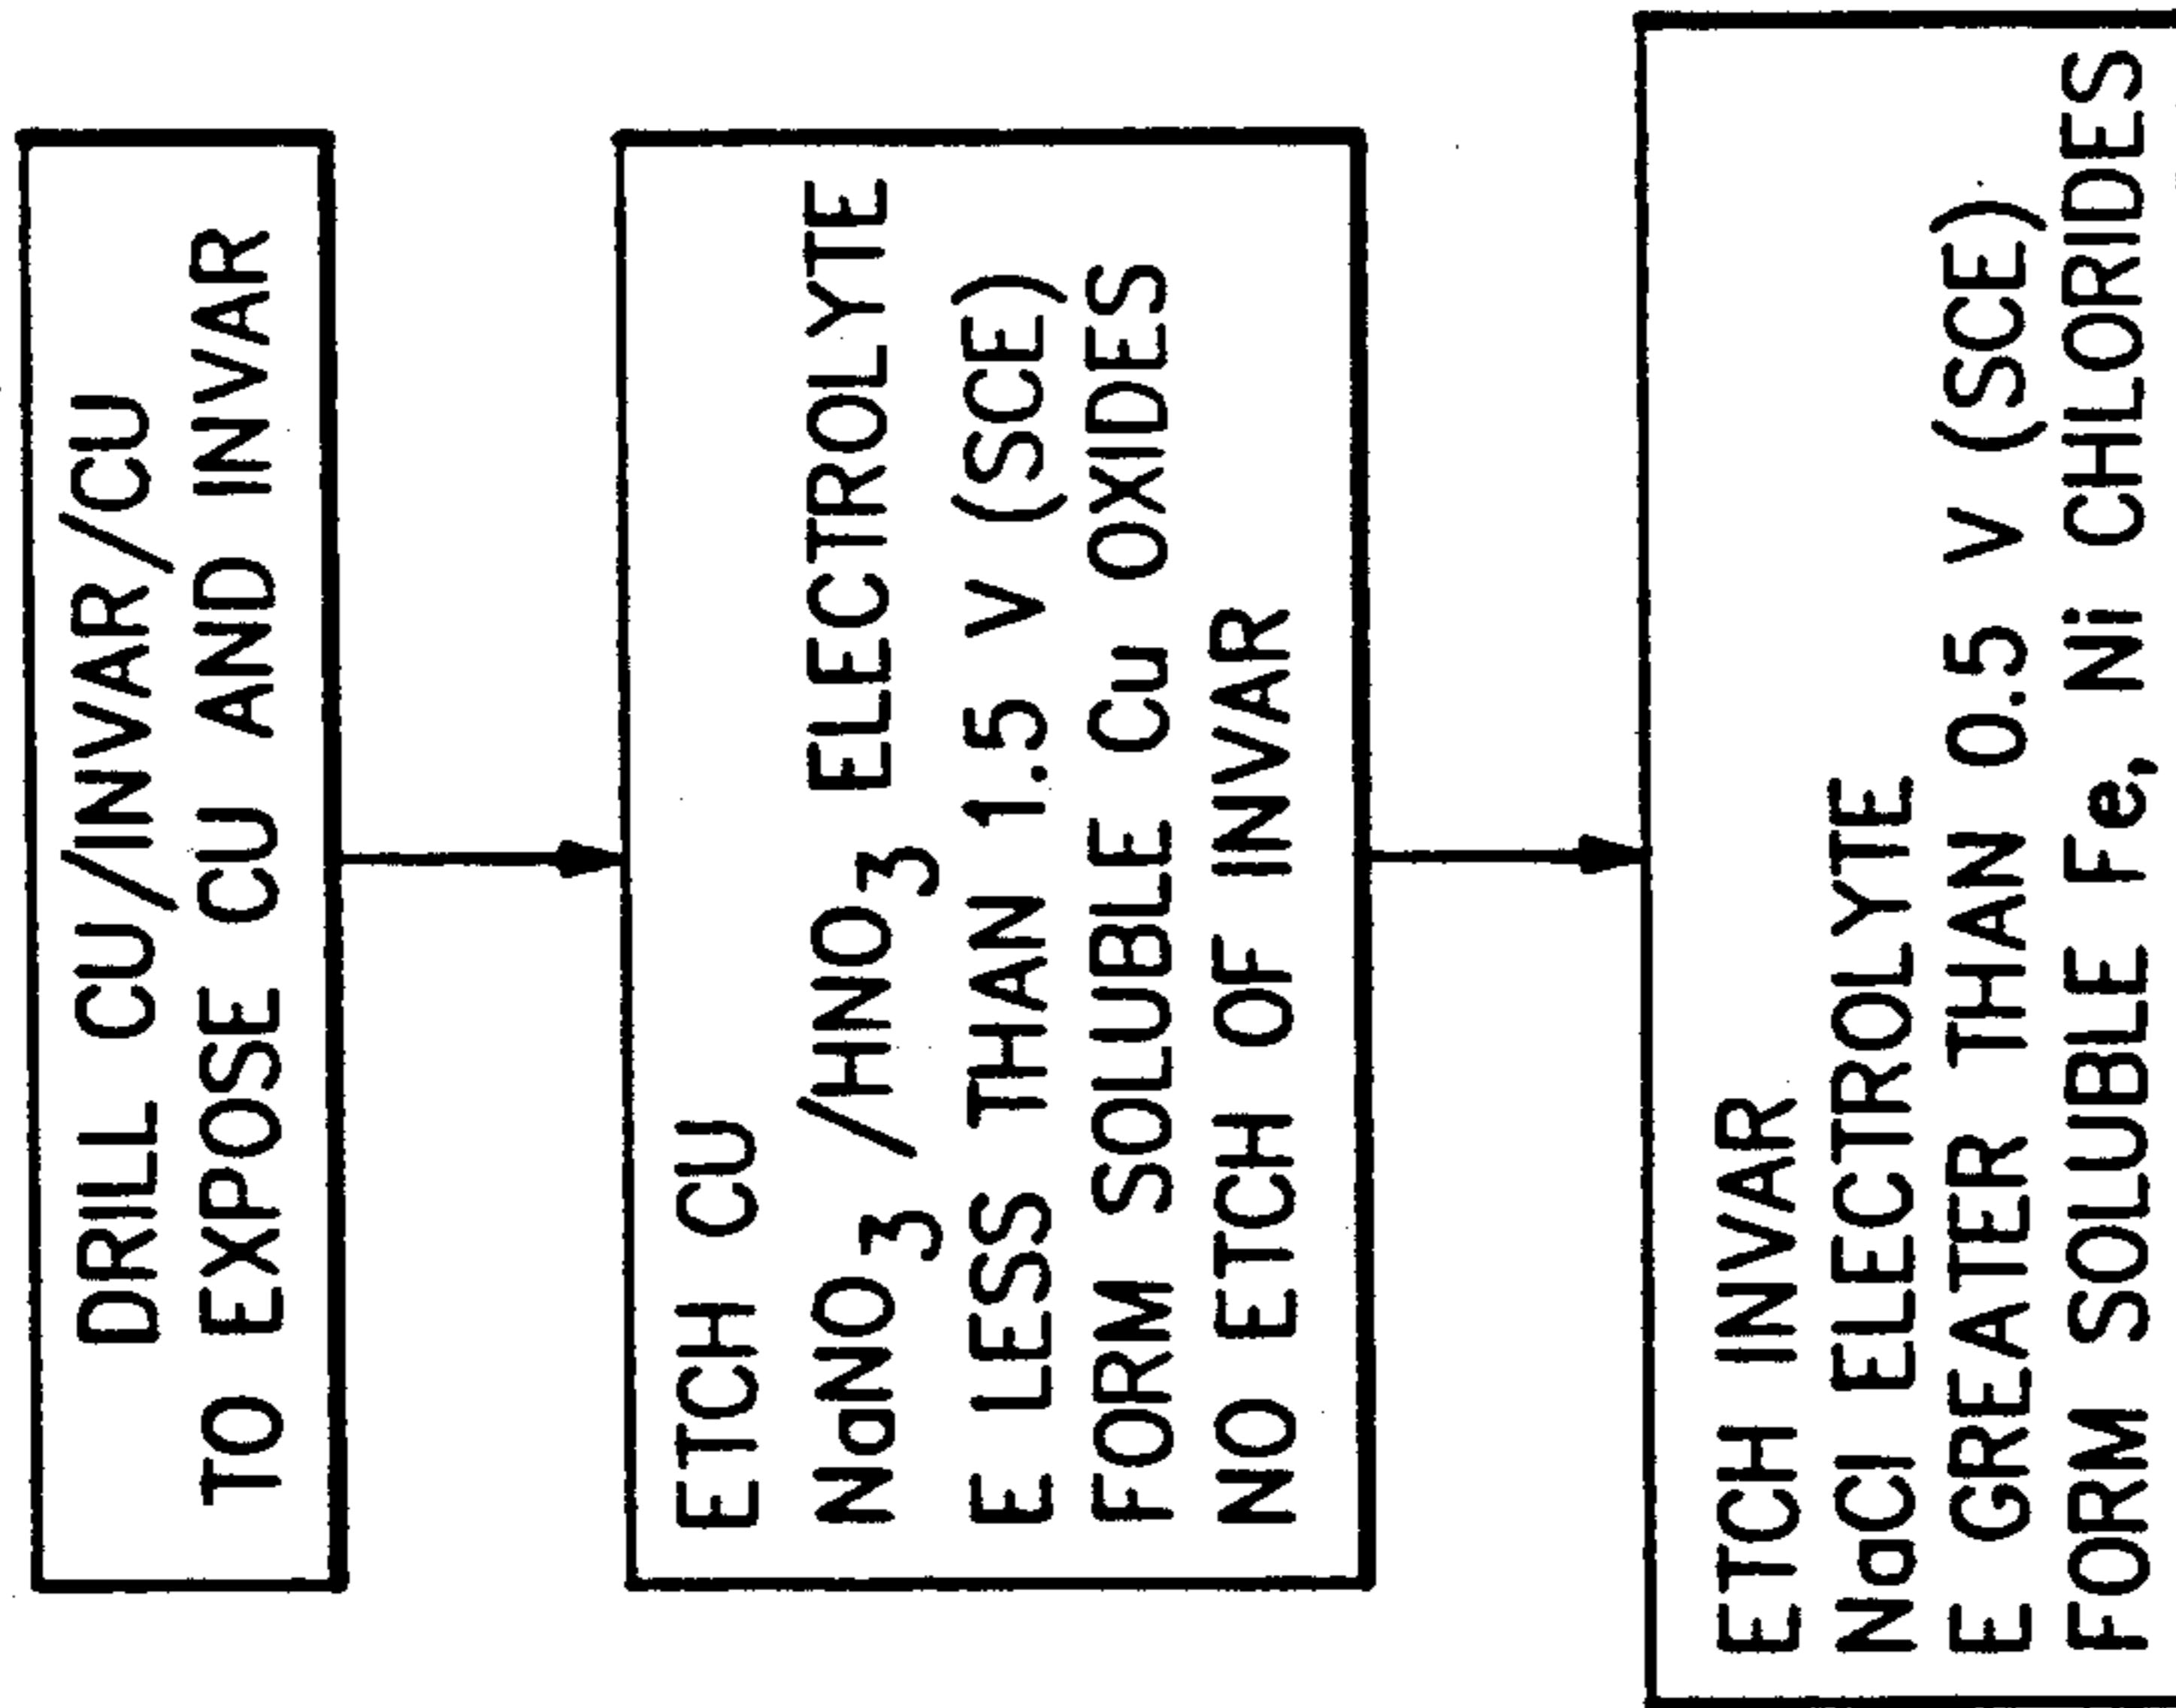 DRILL CU/INVAR/CU
TO EXPOSE CU AND INVAR
ETCH CU
NaNO3/HNO3 ELECTROLYTE
E LESS THAN 1.5 V (SCE)
FORM SOLUBLE Cu OXIDES
NO ETCH OF INVAR
ETCH INVAR
NaCl ELECTROLYTE
E GREATER THAN 0.5 V (SCE)
FORM SOLUBLE Fe, Ni CHLORIDES